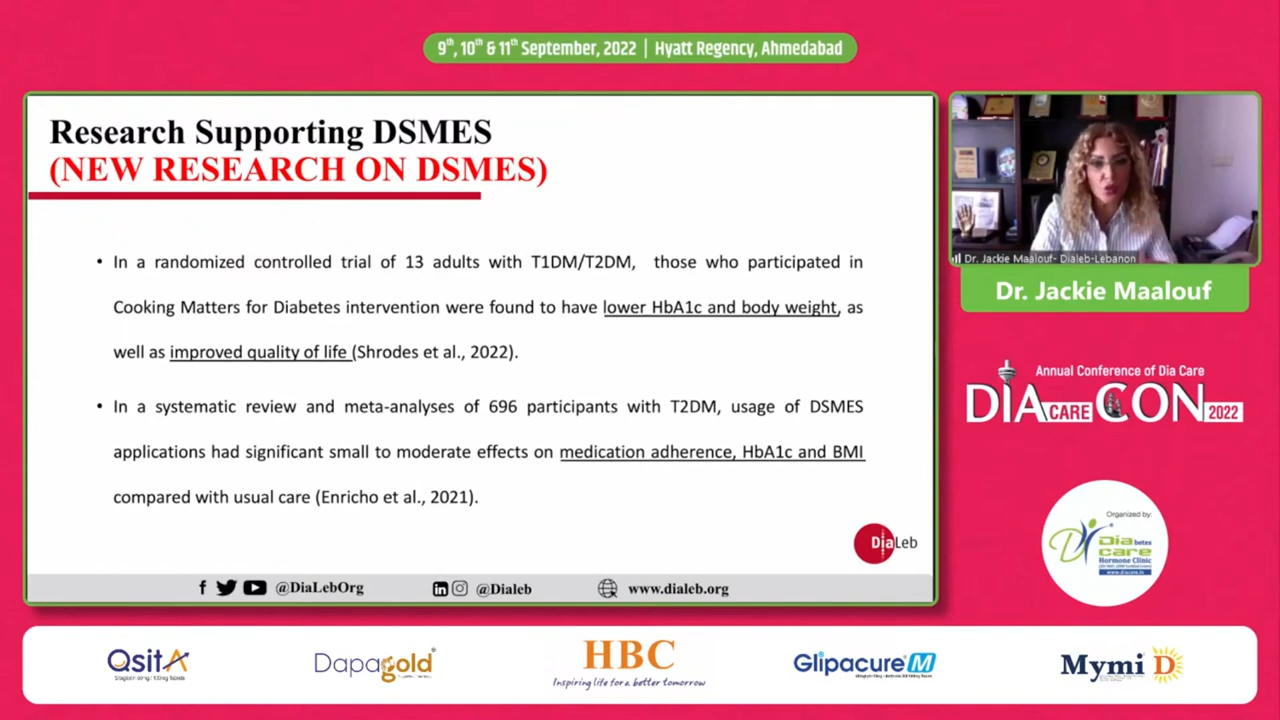 9th, 10th & 11th September, 2022 | Hyatt Regency, Ahmedabad
Research Supporting DSMES
(NEW RESEARCH ON DSMES)
• In a randomized controlled trial of 13 adults with T1DM/T2DM, those who participated in
Cooking Matters for Diabetes intervention were found to have lower HbA1c and body weight, as
well as improved quality of life (Shrodes et al., 2022).
• In a systematic review and meta-analyses of 696 participants with T2DM, usage of DSMES
applications had significant small to moderate effects on medication adherence, HbA1c and BMI
compared with usual care (Enricho et al., 2021).
DiaLeb
@DiaLebOrg
@Dialeb
www.dialeb.org
Dr. Jackie Maalouf- Dialeb-Lebanon
Dr. Jackie Maalouf
Annual Conference of Dia Care
DIA CARE CON 2022
Organized by:
Diabetes
care
Hormone Clinic
www.diacare.in
QsitA
Dapagold
HBC
Inspiring life for a better tomorrow
Glipacure M
Mymi D